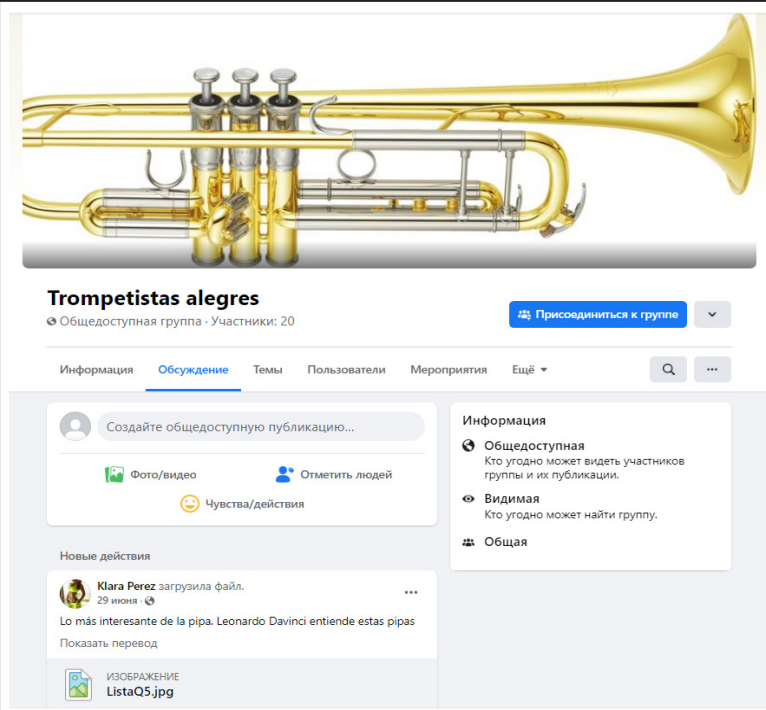 Trompetistas alegres
Общедоступная группа · Участники: 20
Присоединиться к группе
Информация Обсуждение Темы Пользователи Мероприятия Ещё
Создайте общедоступную публикацию...
Фото/видео Отметить людей
Чувства/действия
Новые действия
Klara Perez загрузила файл.
29 июня ·
Lo más interesante de la pipa. Leonardo Davinci entiende estas pipas
Показать перевод
ИЗОБРАЖЕНИЕ
ListaQ5.jpg
Информация
Общедоступная
Кто угодно может видеть участников
группы и их публикации.
Видимая
Кто угодно может найти группу.
Общая